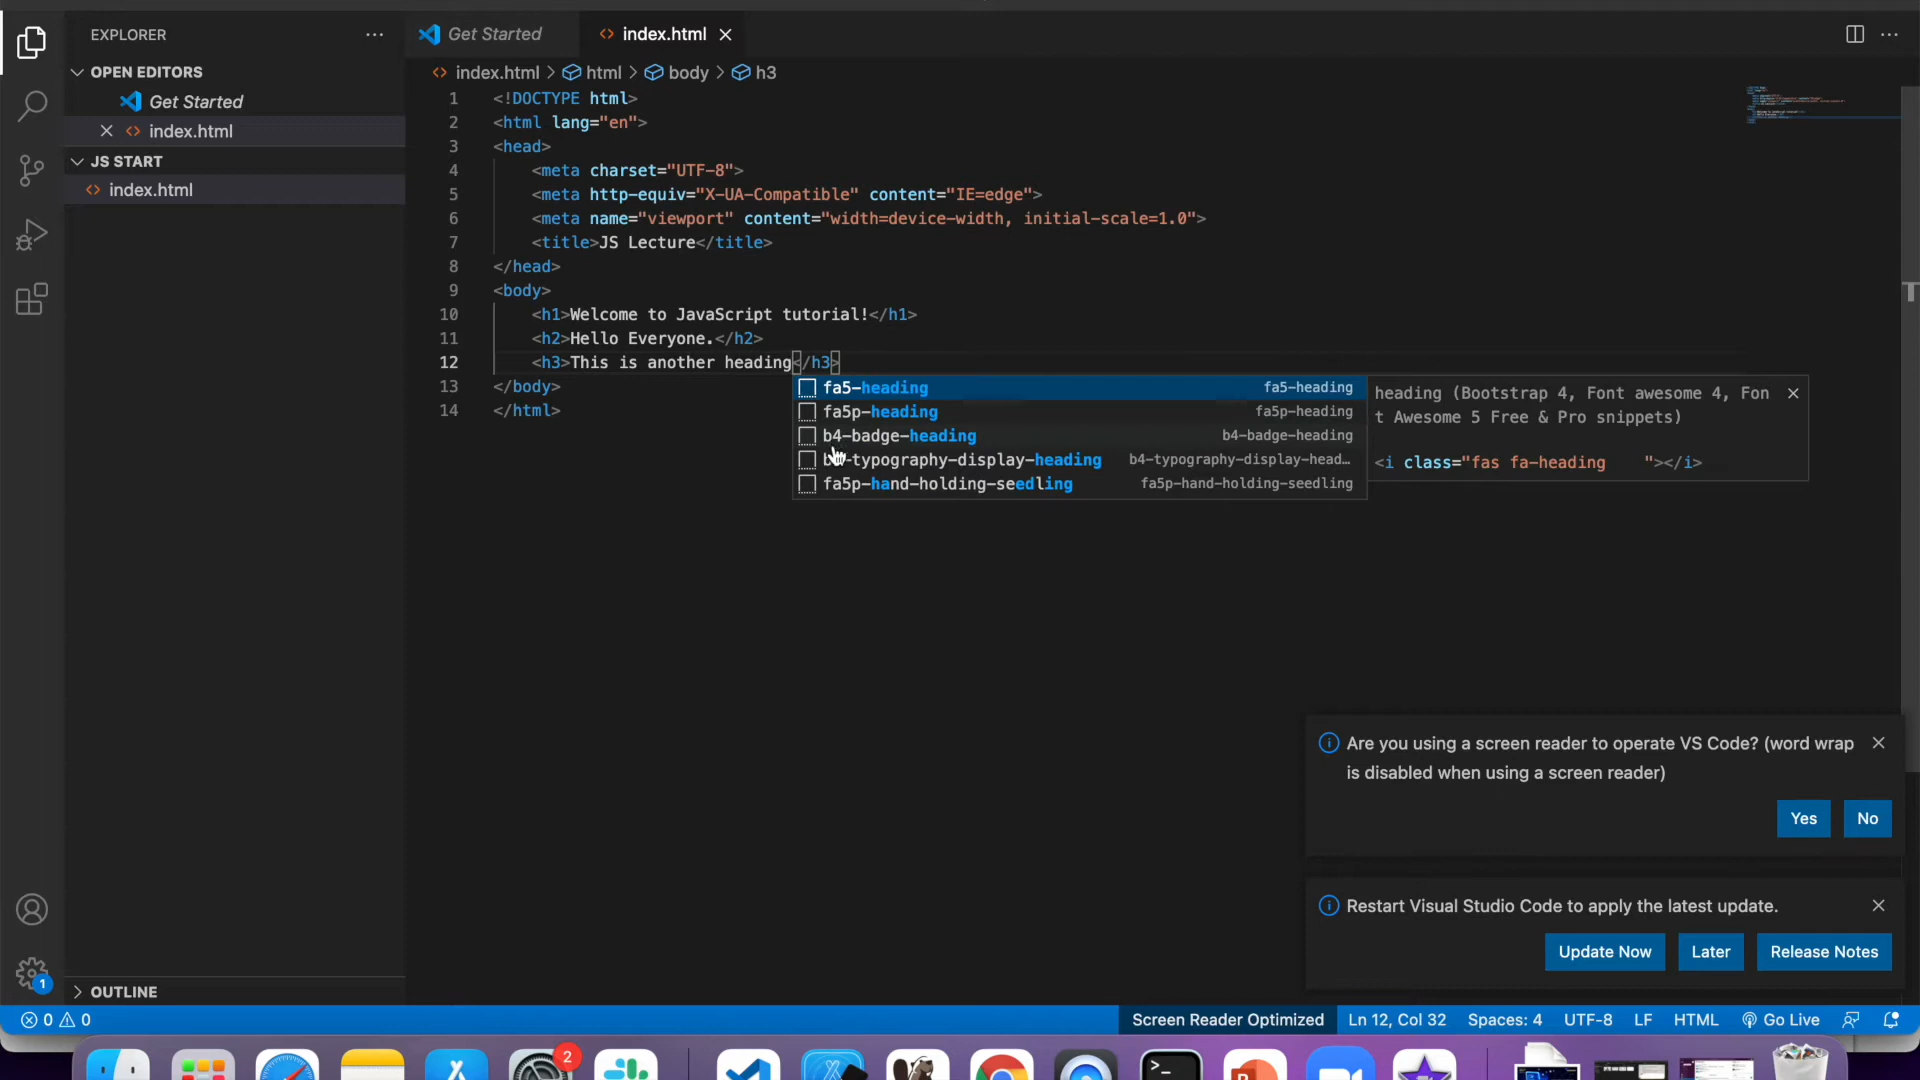 EXPLORER
OPEN EDITORS
Get Started
index.html
JS START
index.html
OUTLINE
Get Started
index.html
index.html > html > body > h3
1 <!DOCTYPE html>
2 <html lang="en">
3 <head>
4 <meta charset="UTF-8">
5 <meta http-equiv="X-UA-Compatible" content="IE=edge">
6 <meta name="viewport" content="width=device-width, initial-scale=1.0">
7 <title>JS Lecture</title>
8 </head>
9 <body>
10 <h1>Welcome to JavaScript tutorial!</h1>
11 <h2>Hello Everyone.</h2>
12 <h3>This is another heading</h3>
13 </body>
14 </html>
fa5-heading fa5-heading
fa5p-heading fa5p-heading
b4-badge-heading b4-badge-heading
b4-typography-display-heading b4-typography-display-head…
fa5p-hand-holding-seedling fa5p-hand-holding-seedling
heading (Bootstrap 4, Font awesome 4, Fon
t Awesome 5 Free & Pro snippets)
<i class="fas fa-heading "></i>
Are you using a screen reader to operate VS Code? (word wrap
is disabled when using a screen reader)
Yes No
Restart Visual Studio Code to apply the latest update.
Update Now Later Release Notes
1
0 0
Screen Reader Optimized Ln 12, Col 32 Spaces: 4 UTF-8 LF HTML Go Live
2